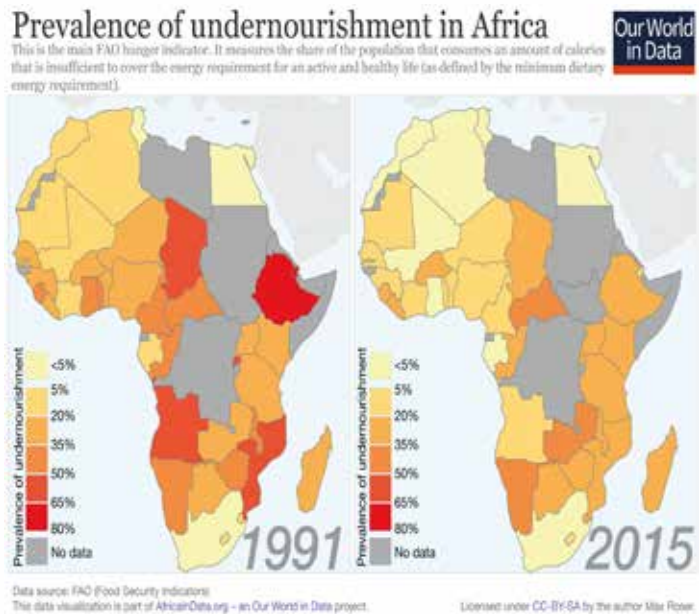 Prevalence of undernourishment in Africa
Our World
in Data
This is the main FAO hunger indicator. It measures the share of the population that consumes an amount of calories
that is insufficient to cover the energy requirement for an active and healthy life (as defined by the minimum dietary
energy requirement).
Prevalence of undernourishment
<5%
5%
20%
35%
50%
65%
80%
No data
1991
Prevalence of undernourishment
<5%
5%
20%
35%
50%
65%
80%
No data
2015
Data source: FAO (Food Security Indicators)
This data visualization is part of AfricaInData.org – an Our World in Data project.
Licensed under CC-BY-SA by the author Max Roser.